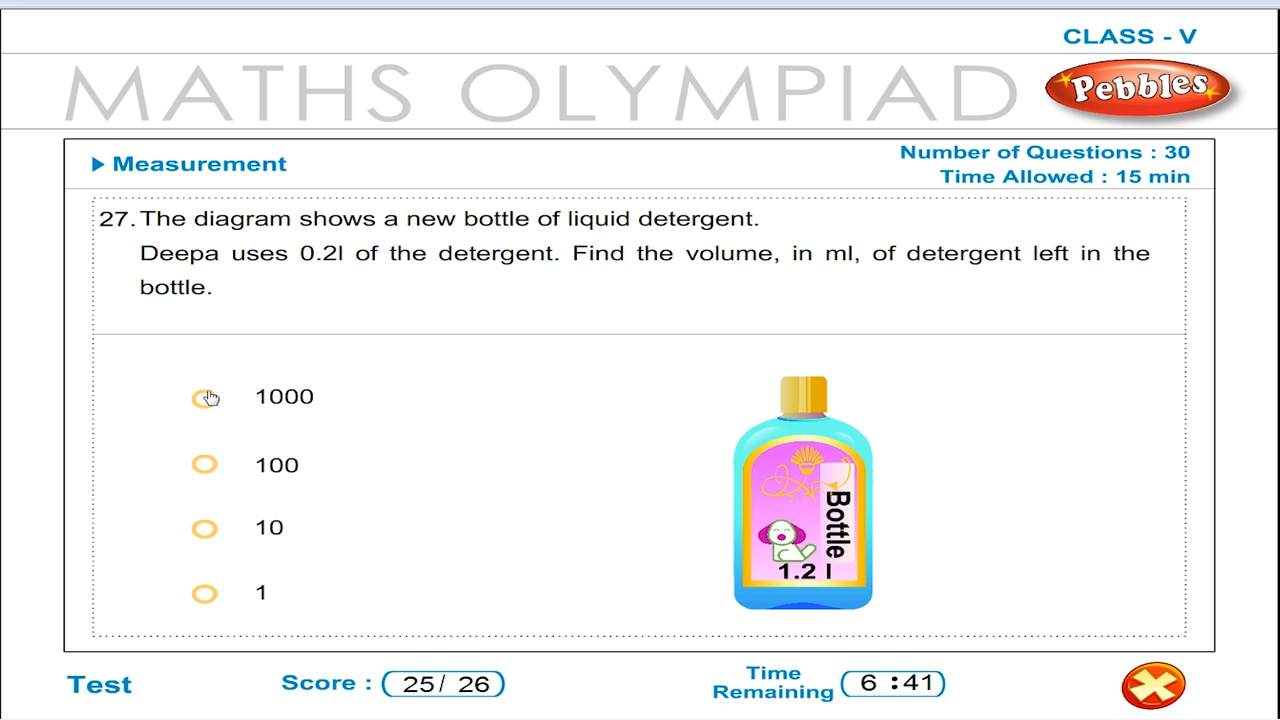 CLASS - V
MATHS OLYMPIAD
Pebbles
Measurement
Number of Questions : 30
Time Allowed : 15 min
27. The diagram shows a new bottle of liquid detergent.
Deepa uses 0.2l of the detergent. Find the volume, in ml, of detergent left in the
bottle.
1000
100
10
1
Bottle
1.2 l
Test
Score : 25/ 26
Time
Remaining
6 :41